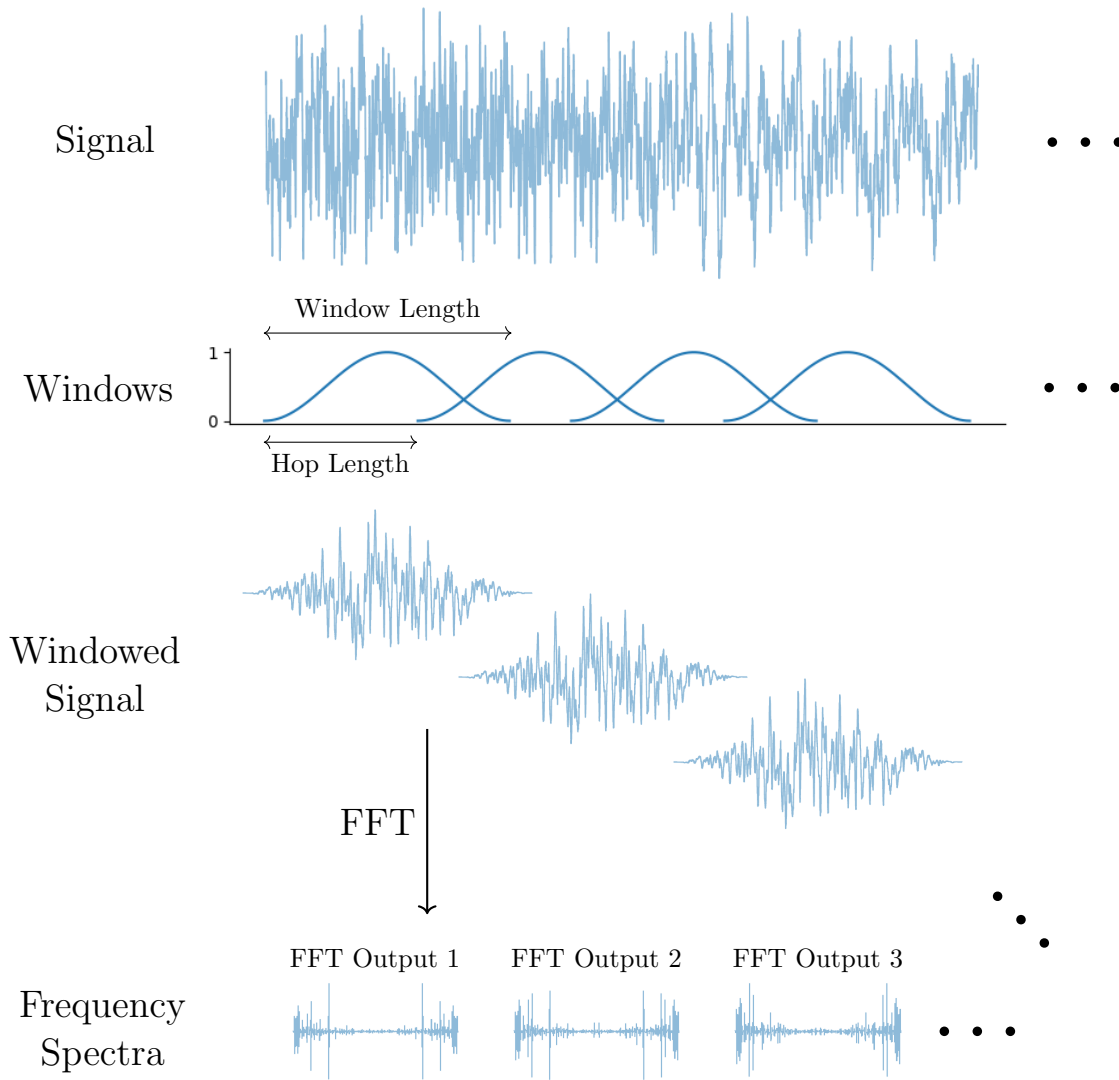 Signal
Window Length
1
Windows
0
Hop Length
Windowed
Signal
FFT
FFT Output 1
FFT Output 2
FFT Output 3
Frequency
Spectra